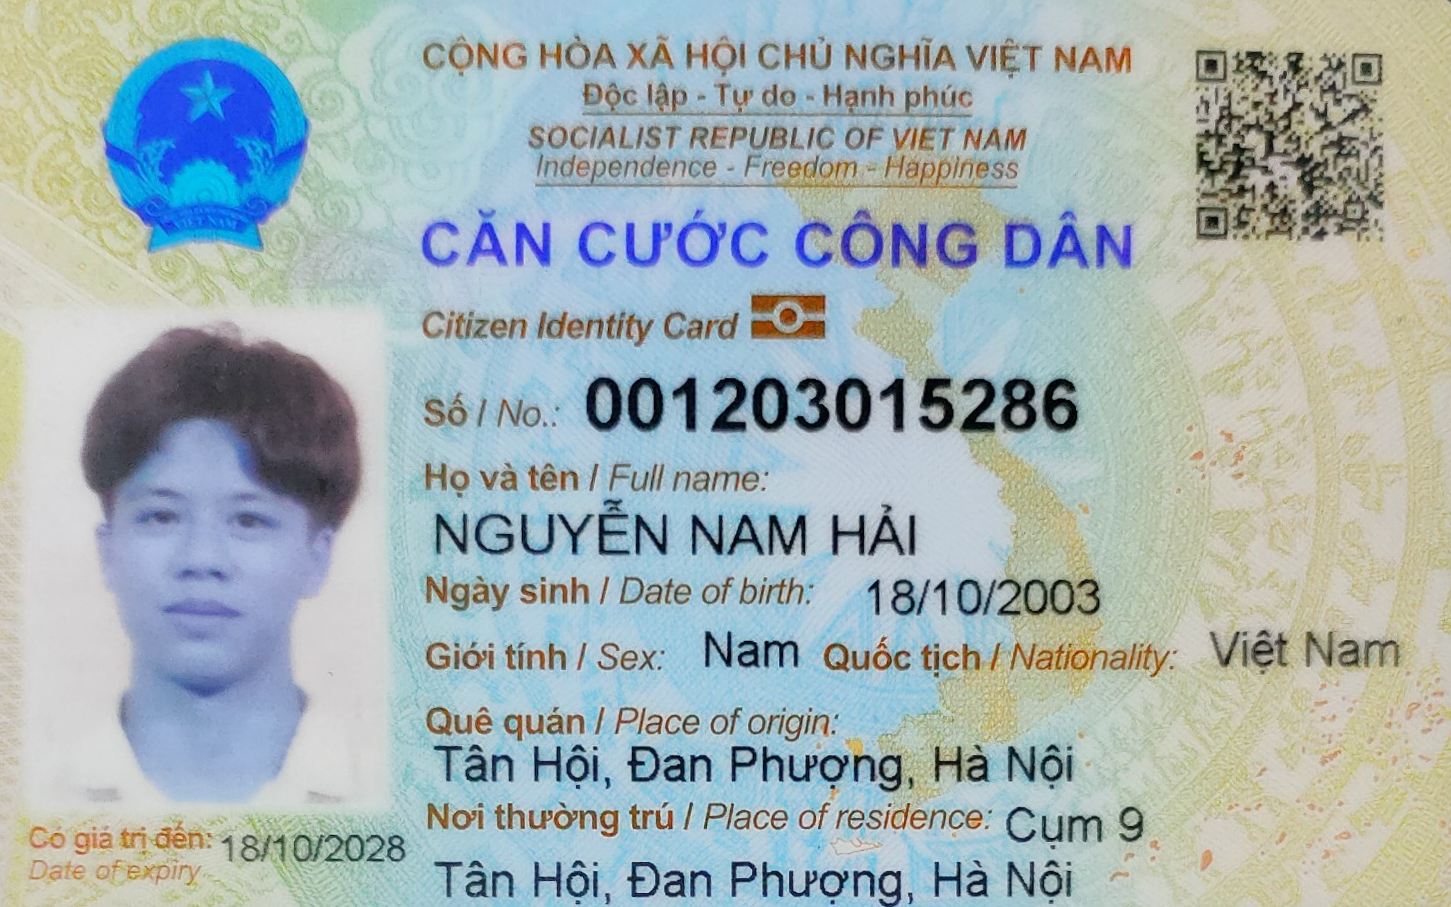 CỘNG HÒA XÃ HỘI CHỦ NGHĨA VIỆT NAM
Độc lập - Tự do - Hạnh phúc
SOCIALIST REPUBLIC OF VIET NAM
Independence - Freedom - Happiness
CĂN CƯỚC CÔNG DÂN
Citizen Identity Card
Số / No.: 001203015286
Họ và tên / Full name:
NGUYỄN NAM HẢI
Ngày sinh / Date of birth: 18/10/2003
Giới tính / Sex: Nam Quốc tịch / Nationality: Việt Nam
Quê quán / Place of origin:
Tân Hội, Đan Phượng, Hà Nội
Nơi thường trú / Place of residence: Cụm 9
Tân Hội, Đan Phượng, Hà Nội
Có giá trị đến: 18/10/2028
Date of expiry